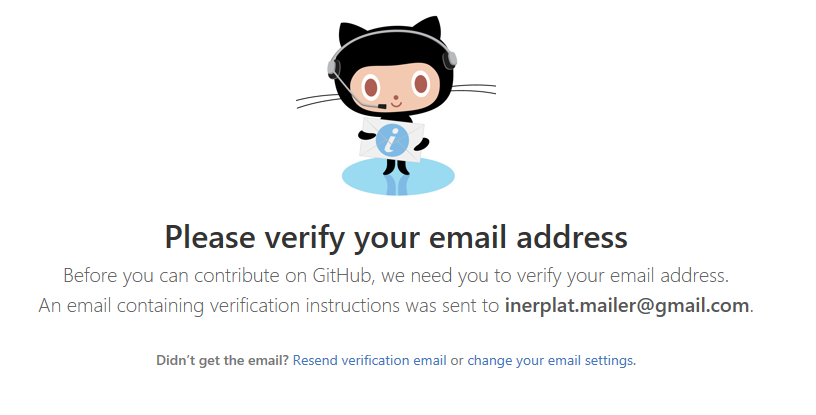 i
Please verify your email address
Before you can contribute on GitHub, we need you to verify your email address.
An email containing verification instructions was sent to inerplat.mailer@gmail.com.
Didn’t get the email? Resend verification email or change your email settings.